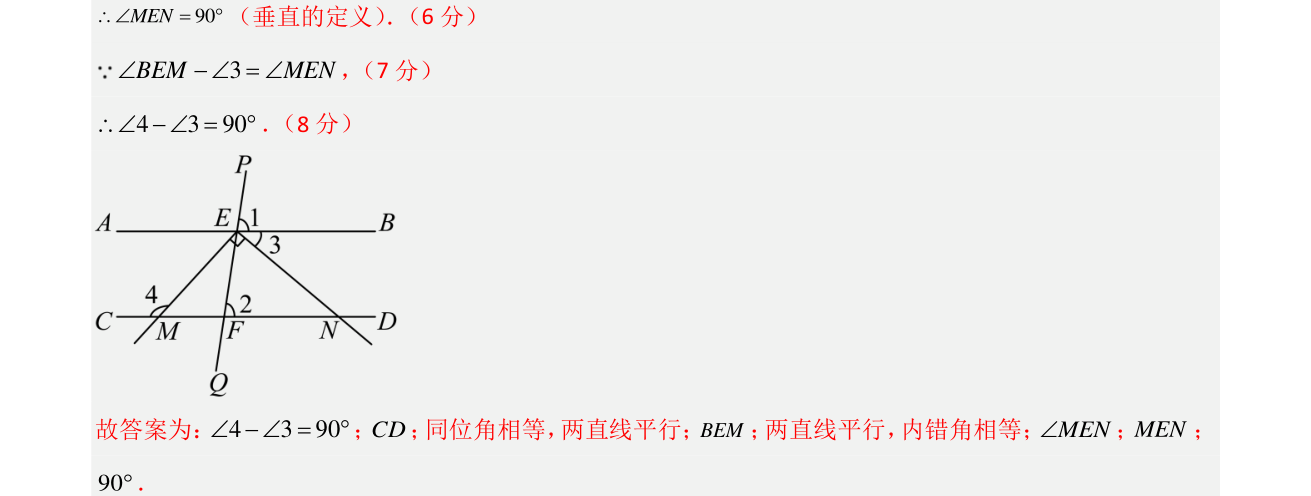 ∴∠MEN=90°（垂直的定义）.（6 分）
∵∠BEM－∠3=∠MEN，（7 分）
∴∠4－∠3=90°.（8 分）
P
A E 1 B
3
4 2
C M F N D
Q
故答案为：∠4－∠3=90°；CD；同位角相等，两直线平行；BEM；两直线平行，内错角相等；∠MEN；MEN；
90°.